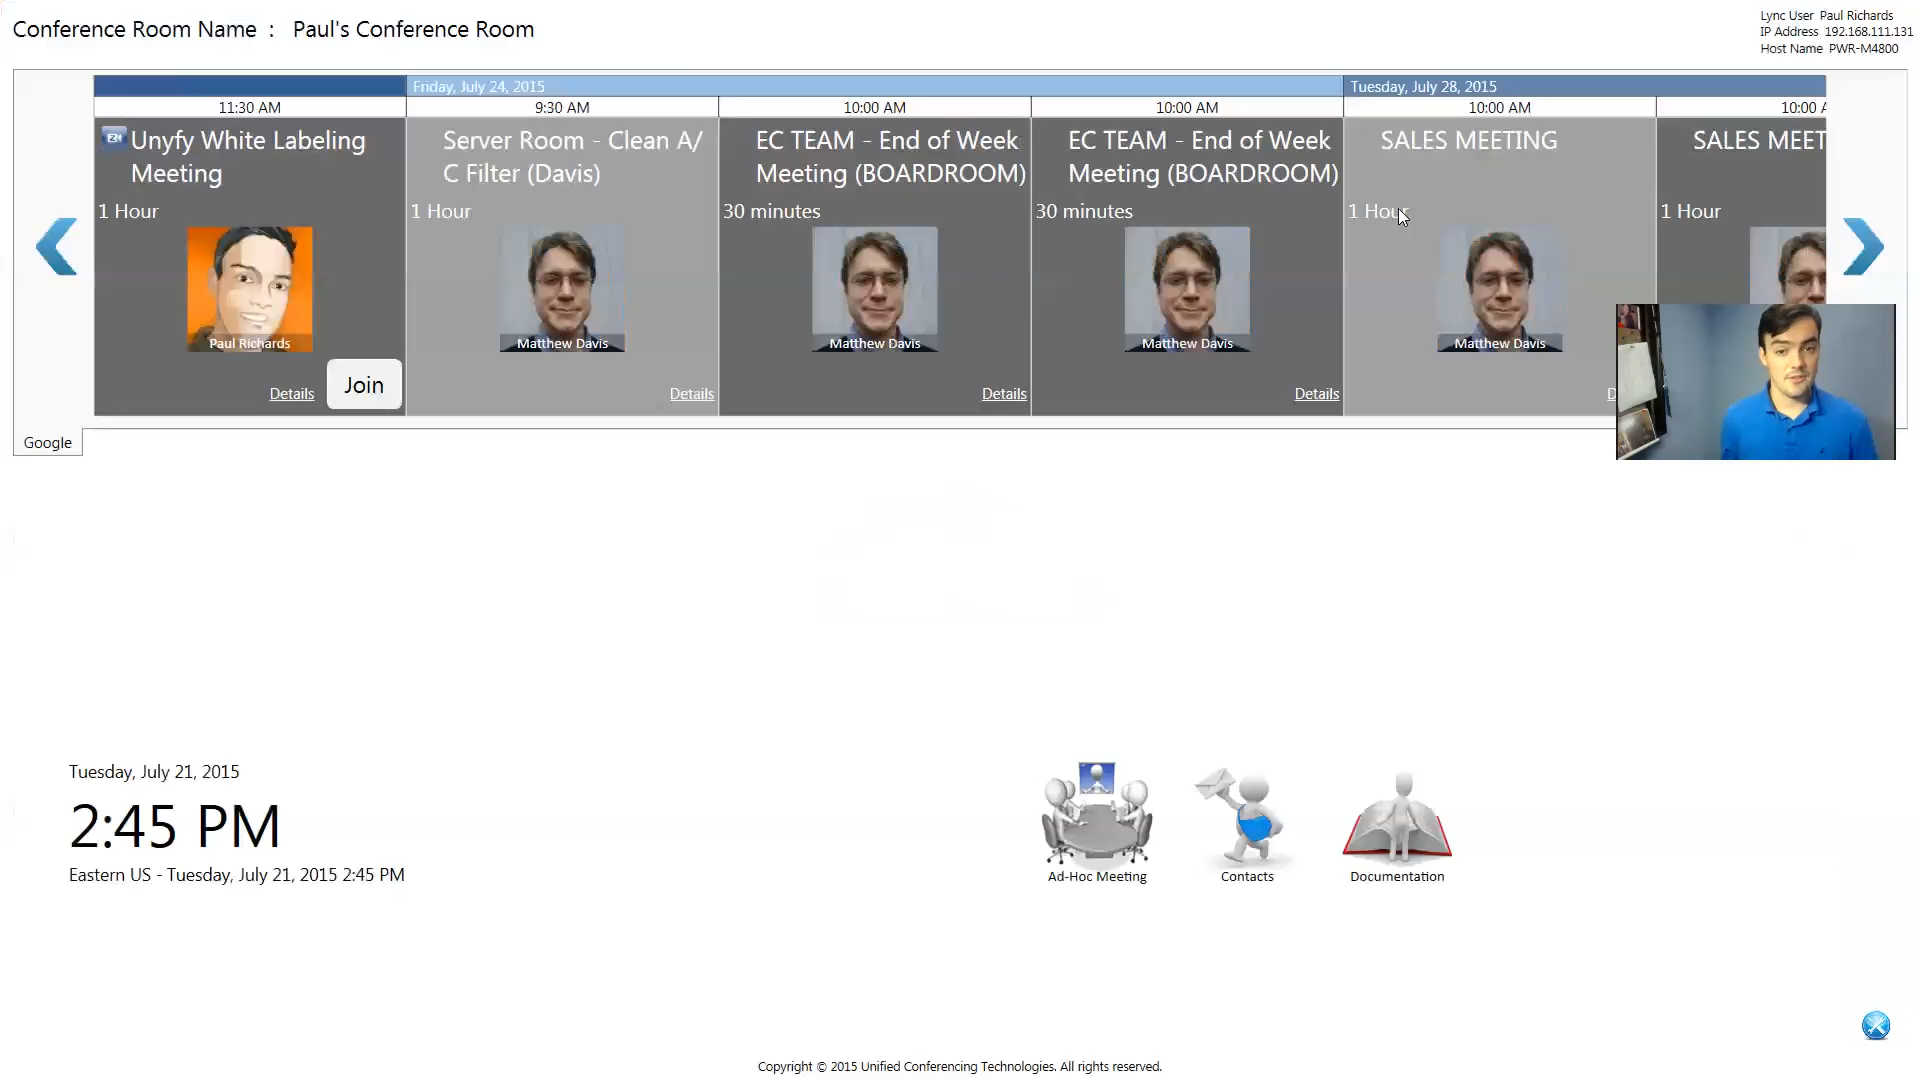 Conference Room Name : Paul's Conference Room
Lync User Paul Richards
IP Address 192.168.111.131
Host Name PWR-M4800
Friday, July 24, 2015
Tuesday, July 28, 2015
11:30 AM
9:30 AM
10:00 AM
10:00 AM
10:00 AM
10:00 A
Unyfy White Labeling
Meeting
1 Hour
Paul Richards
Details
Join
Server Room - Clean A/
C Filter (Davis)
1 Hour
Matthew Davis
Details
EC TEAM - End of Week
Meeting (BOARDROOM)
30 minutes
Matthew Davis
Details
EC TEAM - End of Week
Meeting (BOARDROOM)
30 minutes
Matthew Davis
Details
SALES MEETING
1 Hour
Matthew Davis
D
SALES MEET
1 Hour
Google
Tuesday, July 21, 2015
2:45 PM
Eastern US - Tuesday, July 21, 2015 2:45 PM
Ad-Hoc Meeting
Contacts
Documentation
Copyright © 2015 Unified Conferencing Technologies. All rights reserved.